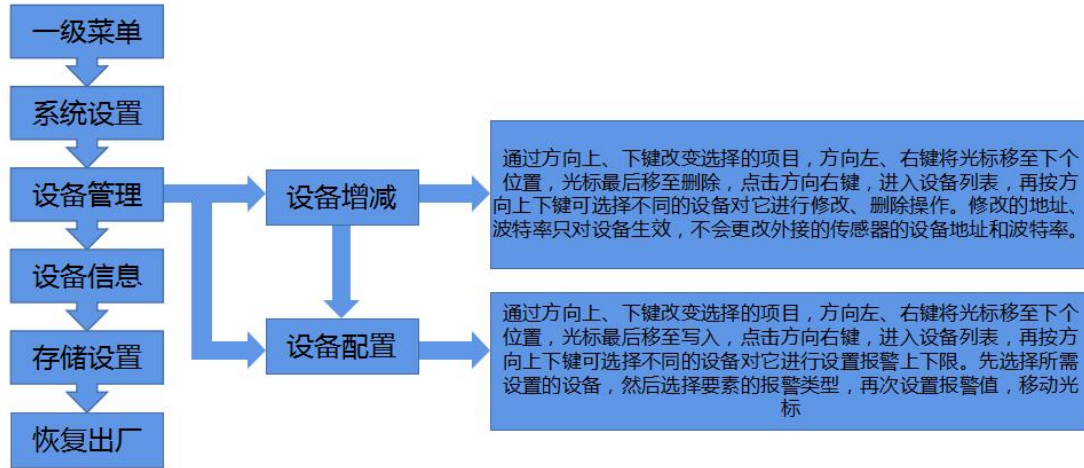 一级菜单
系统设置
设备管理
设备信息
存储设置
恢复出厂
设备增减
设备配置
通过方向上、下键改变选择的项目，方向左、右键将光标移至下个
位置，光标最后移至删除，点击方向右键，进入设备列表，再按方
向上下键可选择不同的设备对它进行修改、删除操作。修改的地址、
波特率只对设备生效，不会更改外接的传感器的设备地址和波特率。
通过方向上、下键改变选择的项目，方向左、右键将光标移至下个
位置，光标最后移至写入，点击方向右键，进入设备列表，再按方
向上下键可选择不同的设备对它进行设置报警上下限。先选择所需
设置的设备，然后选择要素的报警类型，再次设置报警值，移动光
标